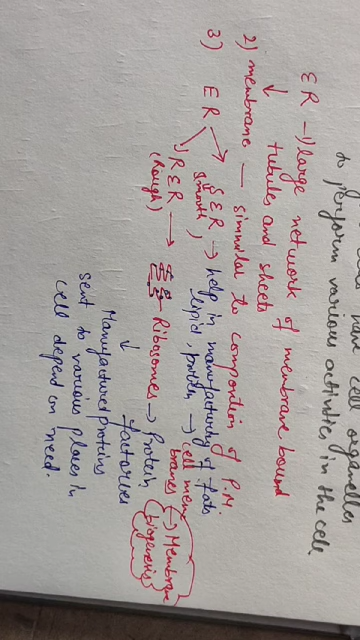 have cell organelles
to perform various activities in the cell
ER → 1) large network of membrane bound
↓ tubules and sheets
2) membrane — similar to composition of P.M.
3) ER → SER, → help in manufacturing of fats
(smooth) lipid, protein → cell mem
branes (→) Membrane
biogenesis
RER → Ribosomes → Protein
(Rough) factories
↓
Manufactured proteins
sent to various places in
cell depend on need.